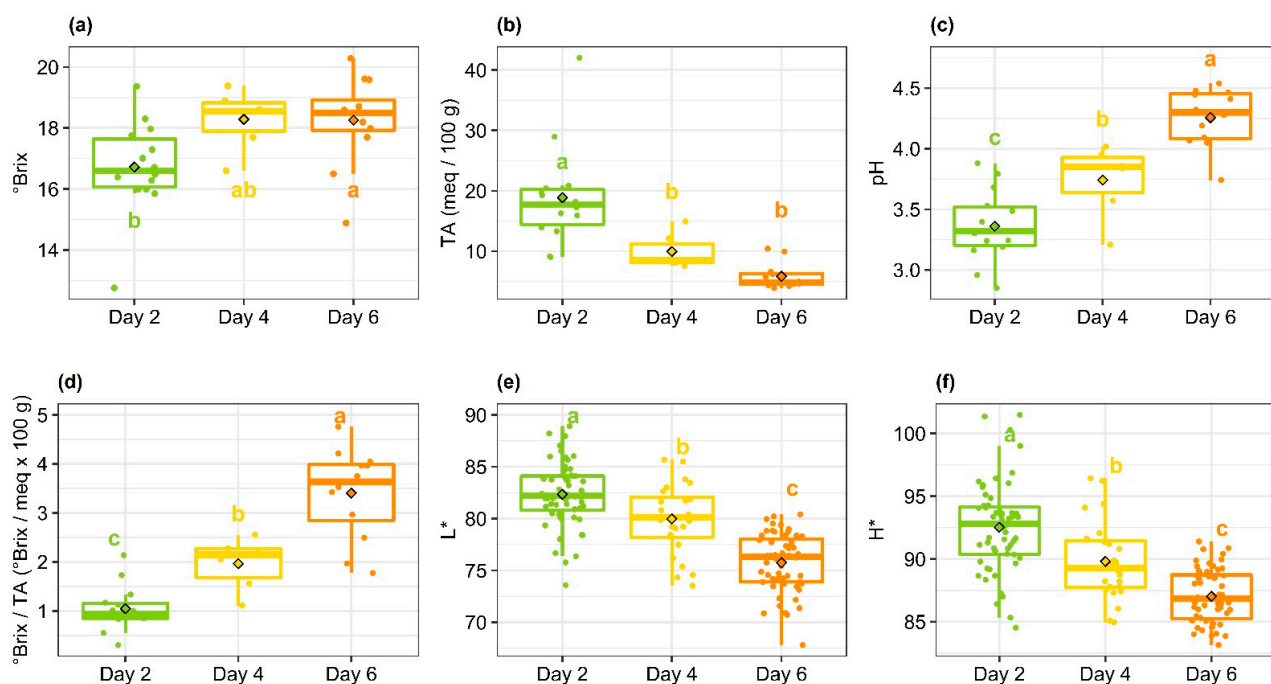 (a)
°Brix
20
18
16
14
b
ab
a
Day 2 Day 4 Day 6
(b)
TA (meq / 100 g)
40
30
20
10
a
b
b
Day 2 Day 4 Day 6
(c)
pH
4.5
4.0
3.5
3.0
c
b
a
Day 2 Day 4 Day 6
(d)
°Brix / TA (°Brix / meq x 100 g)
5
4
3
2
1
c
b
a
Day 2 Day 4 Day 6
(e)
L*
90
85
80
75
70
a
b
c
Day 2 Day 4 Day 6
(f)
H*
100
95
90
85
a
b
c
Day 2 Day 4 Day 6